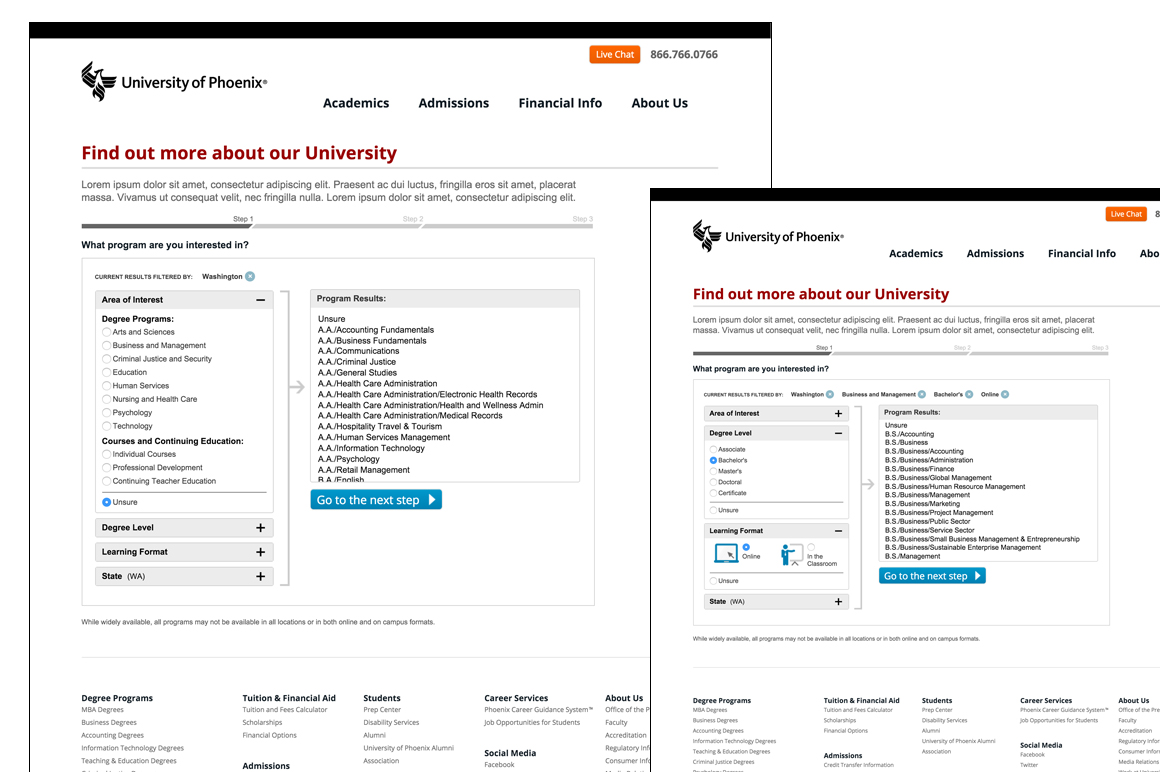 Live Chat 866.766.0766
University of Phoenix®
Academics Admissions Financial Info About Us
Find out more about our University
Lorem ipsum dolor sit amet, consectetur adipiscing elit. Praesent ac dui luctus, fringilla eros sit amet, placerat
massa. Vivamus ut consequat velit, nec fringilla nulla. Lorem ipsum dolor sit amet, consectetur adipiscing elit.
Step 1 Step 2 Step 3
What program are you interested in?
CURRENT RESULTS FILTERED BY: Washington
Area of Interest
Degree Programs:
Arts and Sciences
Business and Management
Criminal Justice and Security
Education
Human Services
Nursing and Health Care
Psychology
Technology
Courses and Continuing Education:
Individual Courses
Professional Development
Continuing Teacher Education
Unsure
Degree Level
Learning Format
State (WA)
Program Results:
Unsure
A.A./Accounting Fundamentals
A.A./Business Fundamentals
A.A./Communications
A.A./Criminal Justice
A.A./General Studies
A.A./Health Care Administration
A.A./Health Care Administration/Electronic Health Records
A.A./Health Care Administration/Health and Wellness Admin
A.A./Health Care Administration/Medical Records
A.A./Hospitality Travel & Tourism
A.A./Human Services Management
A.A./Information Technology
A.A./Psychology
A.A./Retail Management
B.A./English
Go to the next step
While widely available, all programs may not be available in all locations or in both online and on campus formats.
Degree Programs
MBA Degrees
Business Degrees
Accounting Degrees
Information Technology Degrees
Teaching & Education Degrees
Tuition & Financial Aid
Tuition and Fees Calculator
Scholarships
Financial Options
Admissions
Students
Prep Center
Disability Services
Alumni
University of Phoenix Alumni
Association
Career Services
Phoenix Career Guidance System™
Job Opportunities for Students
Social Media
Facebook
About Us
Office of the P
Faculty
Accreditation
Regulatory Inf
Consumer Info
Live Chat 8
University of Phoenix®
Academics Admissions Financial Info Abo
Find out more about our University
Lorem ipsum dolor sit amet, consectetur adipiscing elit. Praesent ac dui luctus, fringilla eros sit amet, placerat
massa. Vivamus ut consequat velit, nec fringilla nulla. Lorem ipsum dolor sit amet, consectetur adipiscing elit.
Step 1 Step 2 Step 3
What program are you interested in?
CURRENT RESULTS FILTERED BY: Washington Business and Management Bachelor's Online
Area of Interest
Degree Level
Associate
Bachelor's
Master's
Doctoral
Certificate
Unsure
Learning Format
Online
In the
Classroom
Unsure
State (WA)
Program Results:
Unsure
B.S./Accounting
B.S./Business
B.S./Business/Accounting
B.S./Business/Administration
B.S./Business/Finance
B.S./Business/Global Management
B.S./Business/Human Resource Management
B.S./Business/Management
B.S./Business/Marketing
B.S./Business/Project Management
B.S./Business/Public Sector
B.S./Business/Service Sector
B.S./Business/Small Business Management & Entrepreneurship
B.S./Business/Sustainable Enterprise Management
B.S./Management
Go to the next step
While widely available, all programs may not be available in all locations or in both online and on campus formats.
Degree Programs
MBA Degrees
Business Degrees
Accounting Degrees
Information Technology Degrees
Teaching & Education Degrees
Criminal Justice Degrees
Tuition & Financial Aid
Tuition and Fees Calculator
Scholarships
Financial Options
Admissions
Credit Transfer Information
Students
Prep Center
Disability Services
Alumni
University of Phoenix Alumni
Association
Career Services
Phoenix Career Guidance System™
Job Opportunities for Students
Social Media
Facebook
Twitter
About Us
Office of the Pre
Faculty
Accreditation
Regulatory Infor
Consumer Infor
Media Relations